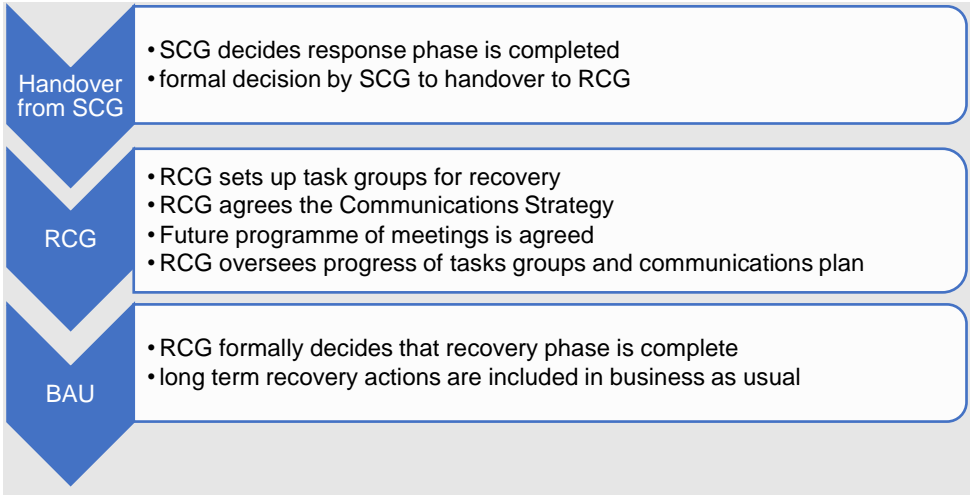 Handover
from SCG
• SCG decides response phase is completed
• formal decision by SCG to handover to RCG
RCG
• RCG sets up task groups for recovery
• RCG agrees the Communications Strategy
• Future programme of meetings is agreed
• RCG oversees progress of tasks groups and communications plan
BAU
• RCG formally decides that recovery phase is complete
• long term recovery actions are included in business as usual